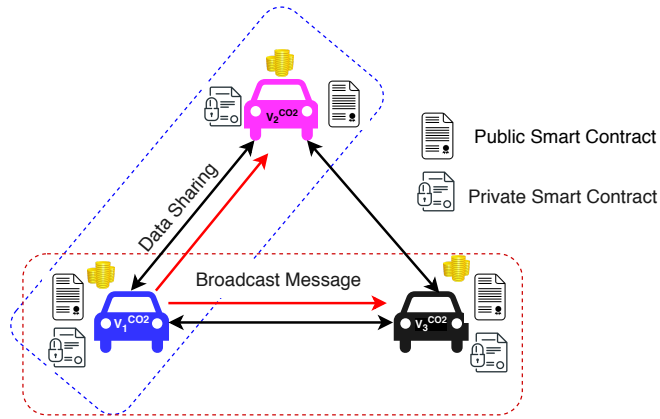 V₂ᶜᴼ²
Public Smart Contract
Data Sharing
Private Smart Contract
Broadcast Message
V₁ᶜᴼ²
V₃ᶜᴼ²